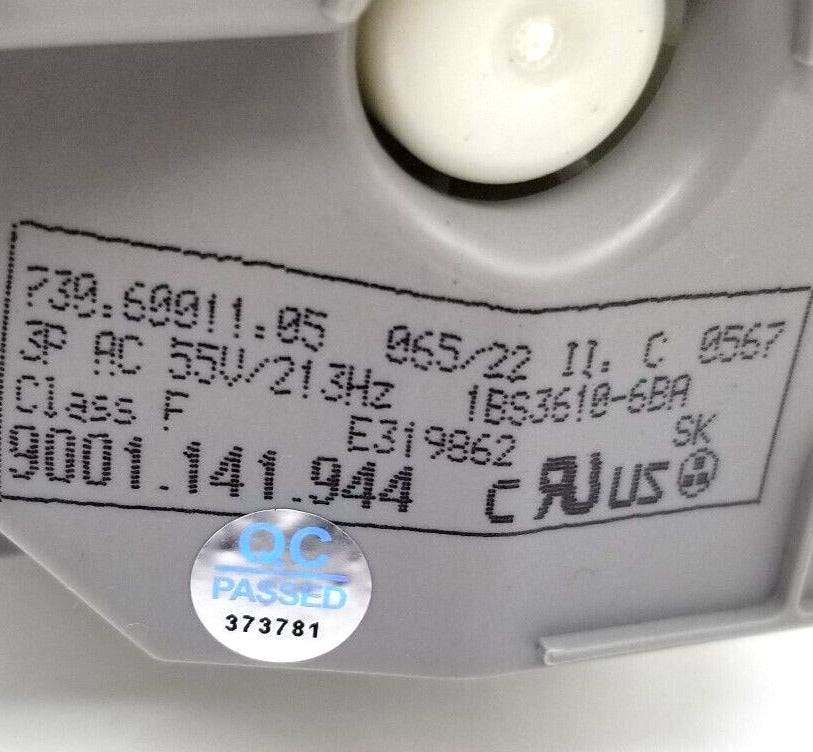 730.60011.05 065/22 II. C 0567
3P AC 55V/213Hz 1BS3610-6BA
Class F E319862 SK
9001.141.944 C RU US
QC
PASSED
373781